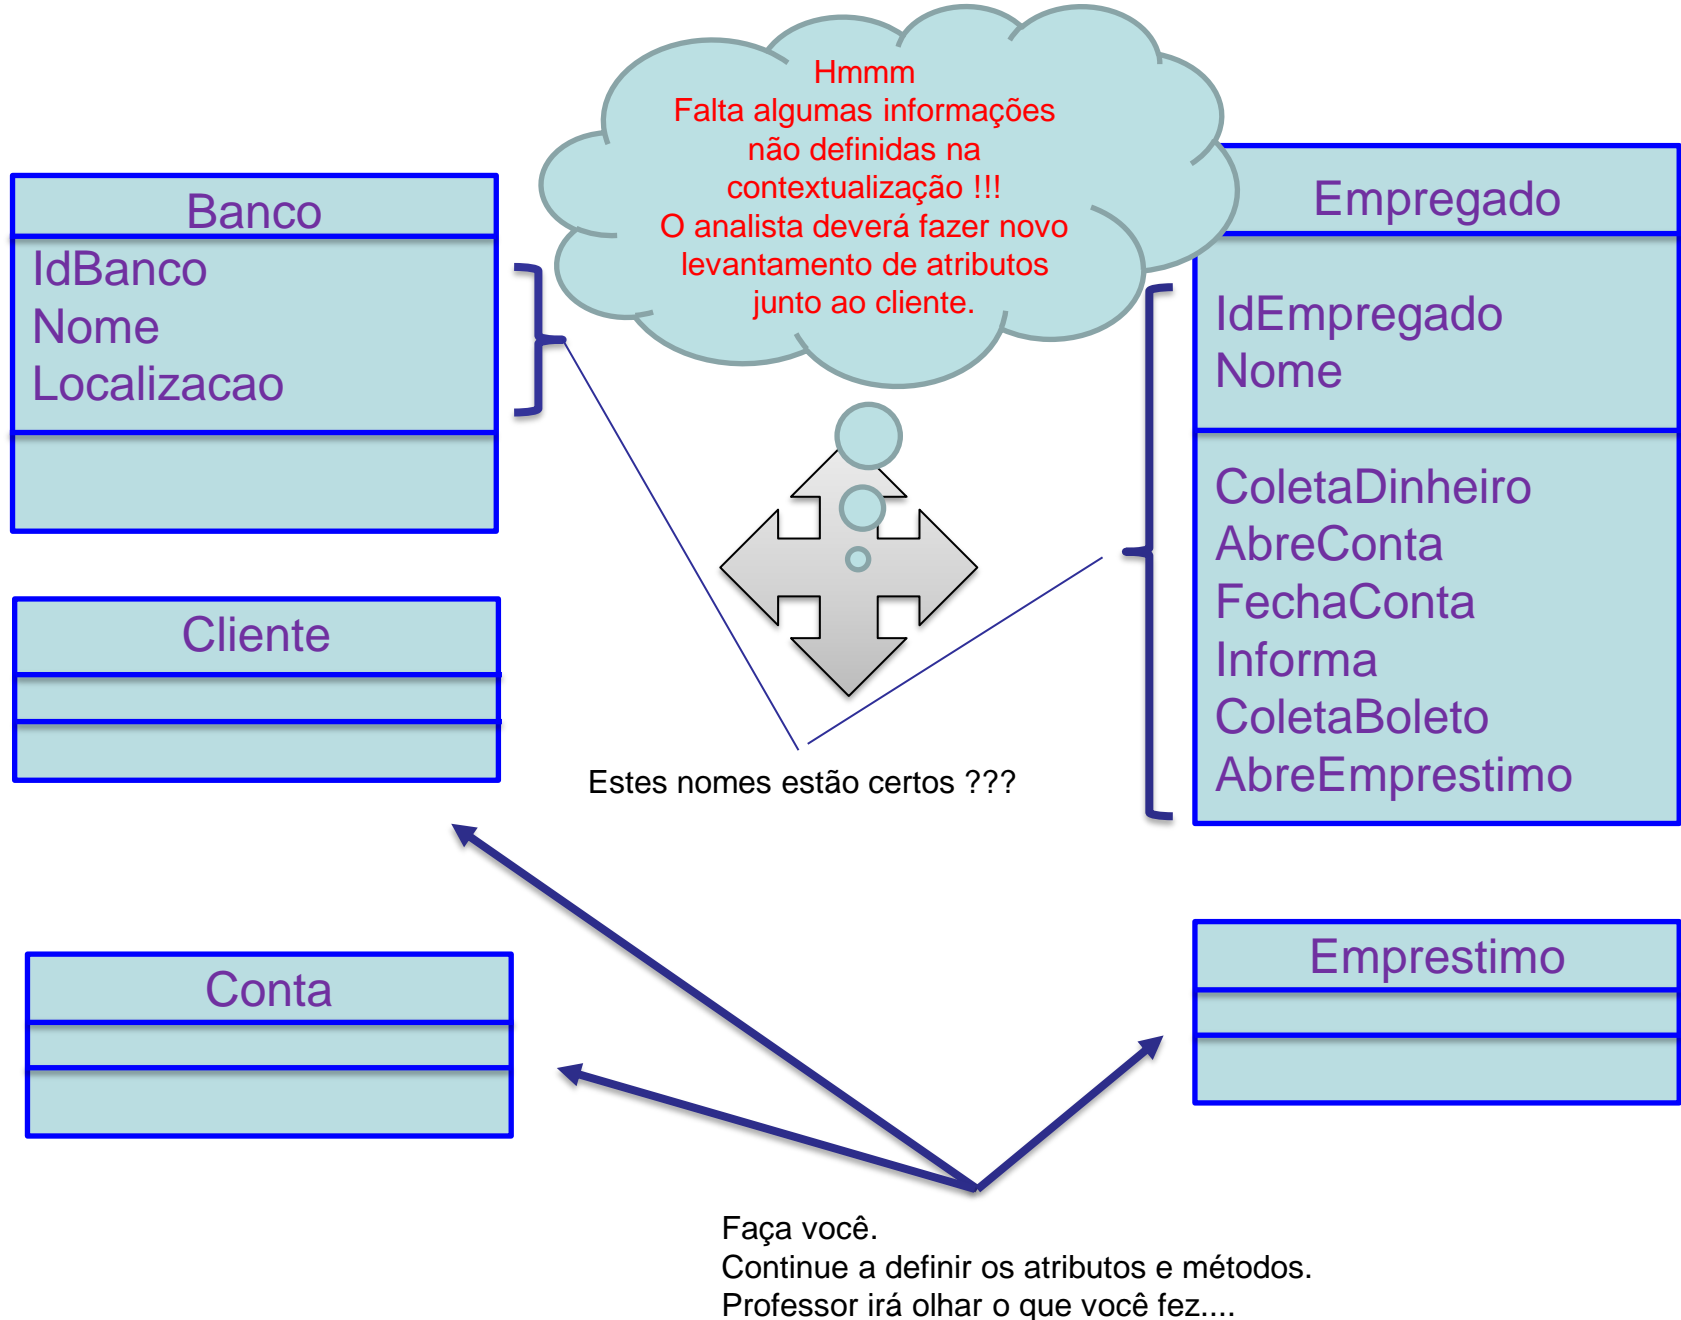 Hmmm
Falta algumas informações
não definidas na
contextualização !!!
O analista deverá fazer novo
levantamento de atributos
junto ao cliente.
Banco
IdBanco
Nome
Localizacao
Empregado
IdEmpregado
Nome
ColetaDinheiro
AbreConta
FechaConta
Informa
ColetaBoleto
AbreEmprestimo
Cliente
Estes nomes estão certos ???
Conta
Emprestimo
Faça você.
Continue a definir os atributos e métodos.
Professor irá olhar o que você fez....